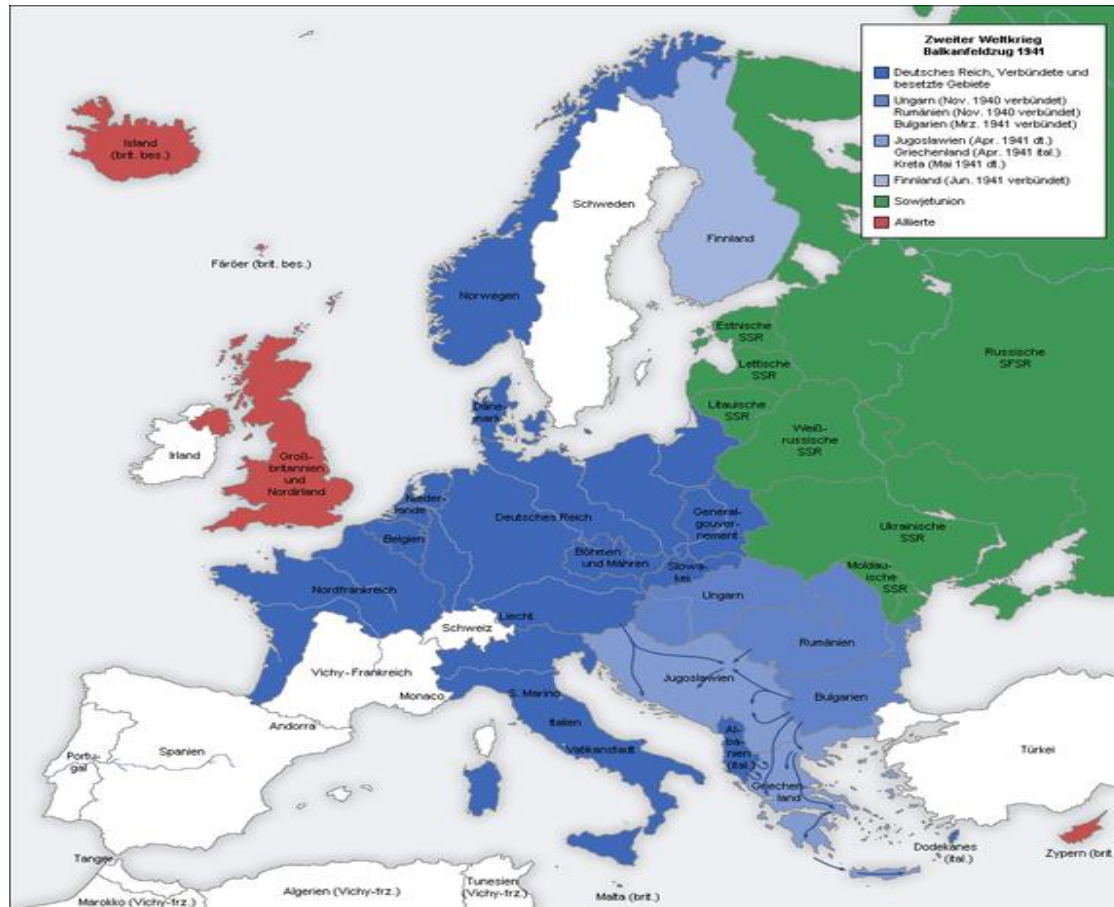 Zweiter Weltkrieg
Balkanfeldzug 1941
Deutsches Reich, Verbündete und
besetzte Gebiete
Ungarn (Nov. 1940 verbündet)
Rumänien (Nov. 1940 verbündet)
Bulgarien (Mrz. 1941 verbündet)
Jugoslawien (Apr. 1941 dt.)
Griechenland (Apr. 1941 ital.)
Kreta (Mai 1941 dt.)
Finnland (Jun. 1941 verbündet)
Sowjetunion
Alliierte
Island
(brit. bes.)
Färöer (brit. bes.)
Schweden
Finnland
Norwegen
Estnische
SSR
Lettische
SSR
Russische
SFSR
Litauische
SSR
Weiß-
russische
SSR
Däne-
mark
Irland
Groß-
britannien
und
Nordirland
Nieder-
lande
Deutsches Reich
General-
gouver-
nement
Belgien
Böhmen
und Mähren
Slowa-
kei
Ukrainische
SSR
Moldau-
ische
SSR
Nordfrankreich
Liecht.
Ungarn
Schweiz
Rumänien
Vichy-Frankreich
Jugoslawien
Monaco
S. Marino
Bulgarien
Andorra
Italien
Portu-
gal
Spanien
Vatikanstadt
Al-
ba-
nien
(ital.)
Türkei
Griechen-
land
Dodekanes
(ital.)
Zypern (brit.
Tanger
Marokko (Vichy-frz.)
Algerien (Vichy-frz.)
Tunesien
(Vichy-frz.)
Malta (brit.)